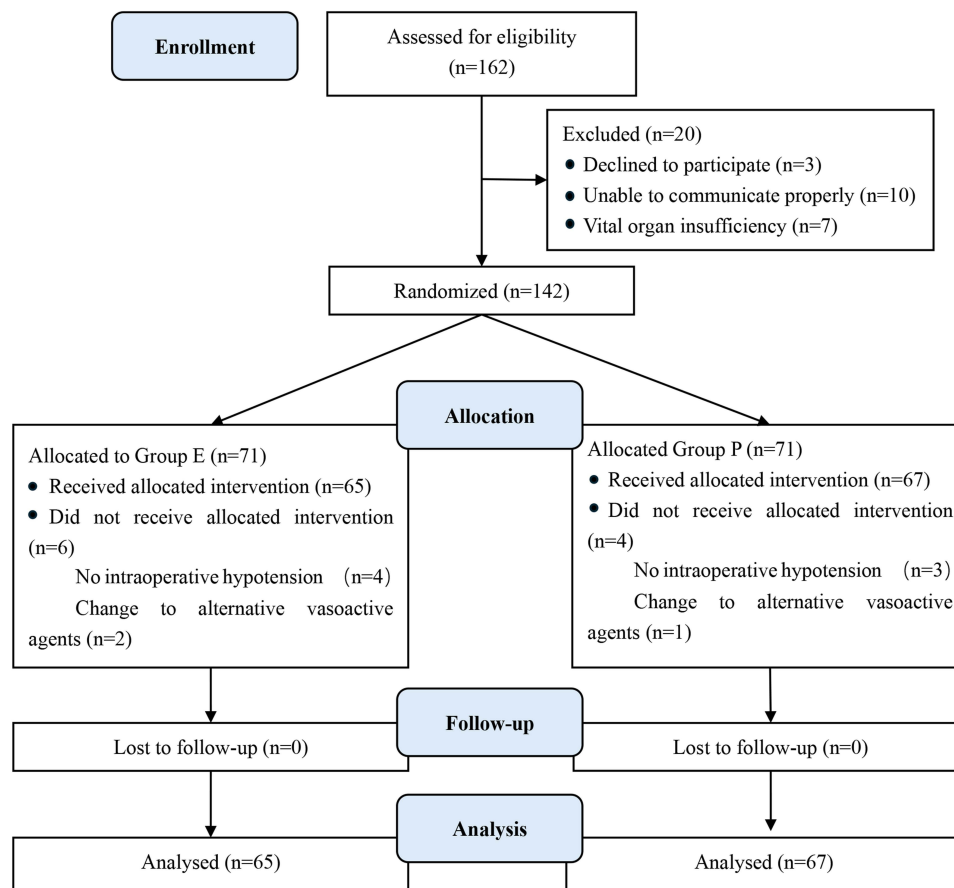 Enrollment
Assessed for eligibility
(n=162)
Excluded (n=20)
● Declined to participate (n=3)
● Unable to communicate properly (n=10)
● Vital organ insufficiency (n=7)
Randomized (n=142)
Allocation
Allocated to Group E (n=71)
● Received allocated intervention (n=65)
● Did not receive allocated intervention
(n=6)
No intraoperative hypotension （n=4）
Change to alternative vasoactive
agents (n=2)
Allocated Group P (n=71)
● Received allocated intervention (n=67)
● Did not receive allocated intervention
(n=4)
No intraoperative hypotension （n=3）
Change to alternative vasoactive
agents (n=1)
Follow-up
Lost to follow-up (n=0)
Lost to follow-up (n=0)
Analysis
Analysed (n=65)
Analysed (n=67)